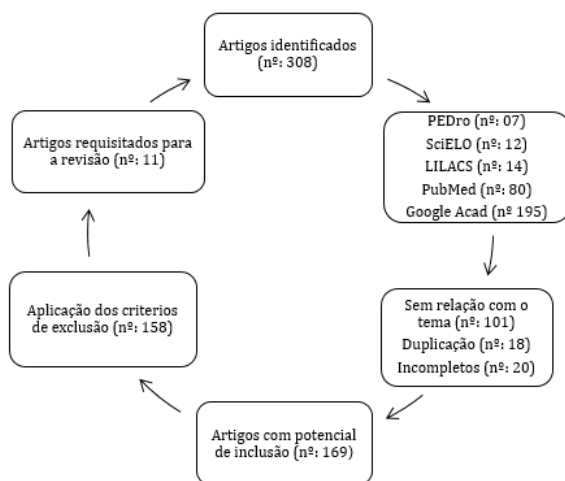 Artigos identificados
(nº: 308)
PEDro (nº: 07)
SciELO (nº: 12)
LILACS (nº: 14)
PubMed (nº: 80)
Google Acad (nº 195)
Sem relação com o
tema (nº: 101)
Duplicação (nº: 18)
Incompletos (nº: 20)
Artigos com potencial
de inclusão (nº: 169)
Aplicação dos criterios
de exclusão (nº: 158)
Artigos requisitados para
a revisão (nº: 11)